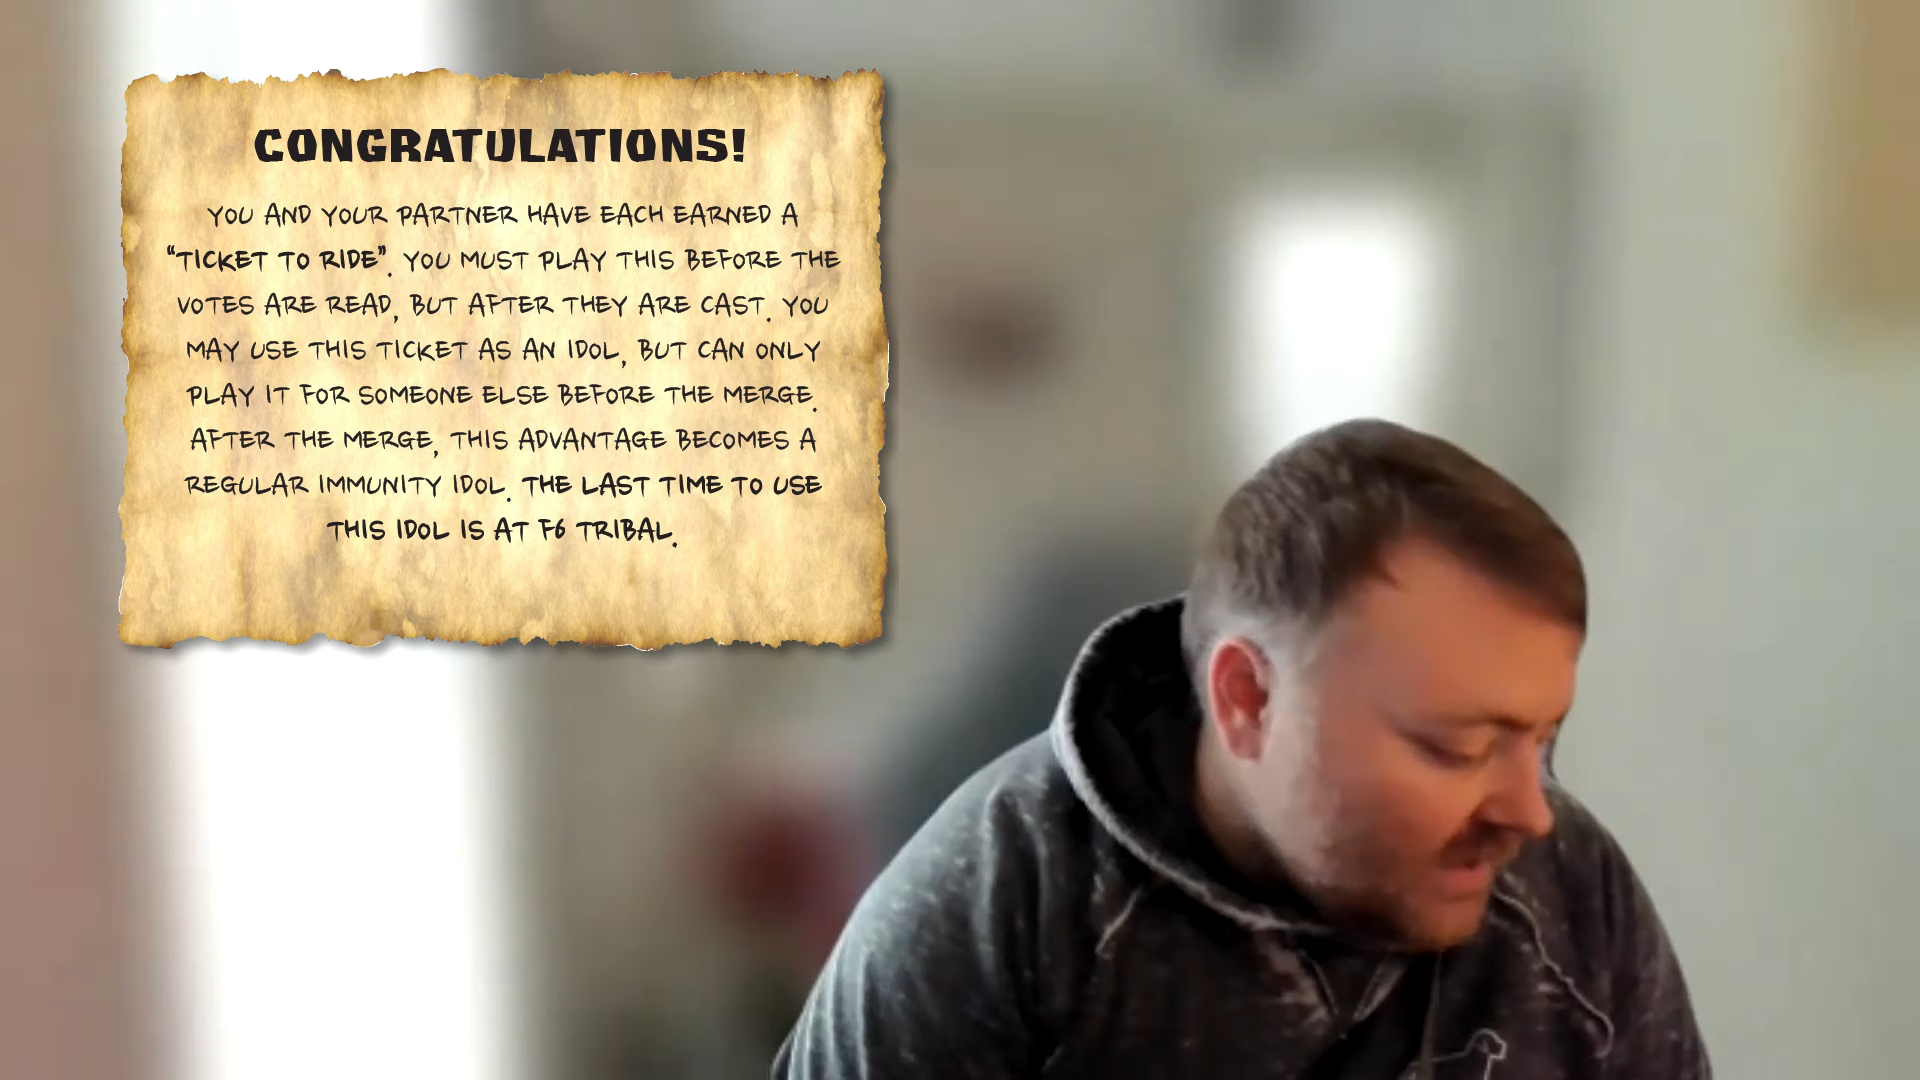 CONGRATULATIONS!
YOU AND YOUR PARTNER HAVE EACH EARNED A
“TICKET TO RIDE”. YOU MUST PLAY THIS BEFORE THE
VOTES ARE READ, BUT AFTER THEY ARE CAST. YOU
MAY USE THIS TICKET AS AN IDOL, BUT CAN ONLY
PLAY IT FOR SOMEONE ELSE BEFORE THE MERGE.
AFTER THE MERGE, THIS ADVANTAGE BECOMES A
REGULAR IMMUNITY IDOL. THE LAST TIME TO USE
THIS IDOL IS AT F6 TRIBAL.